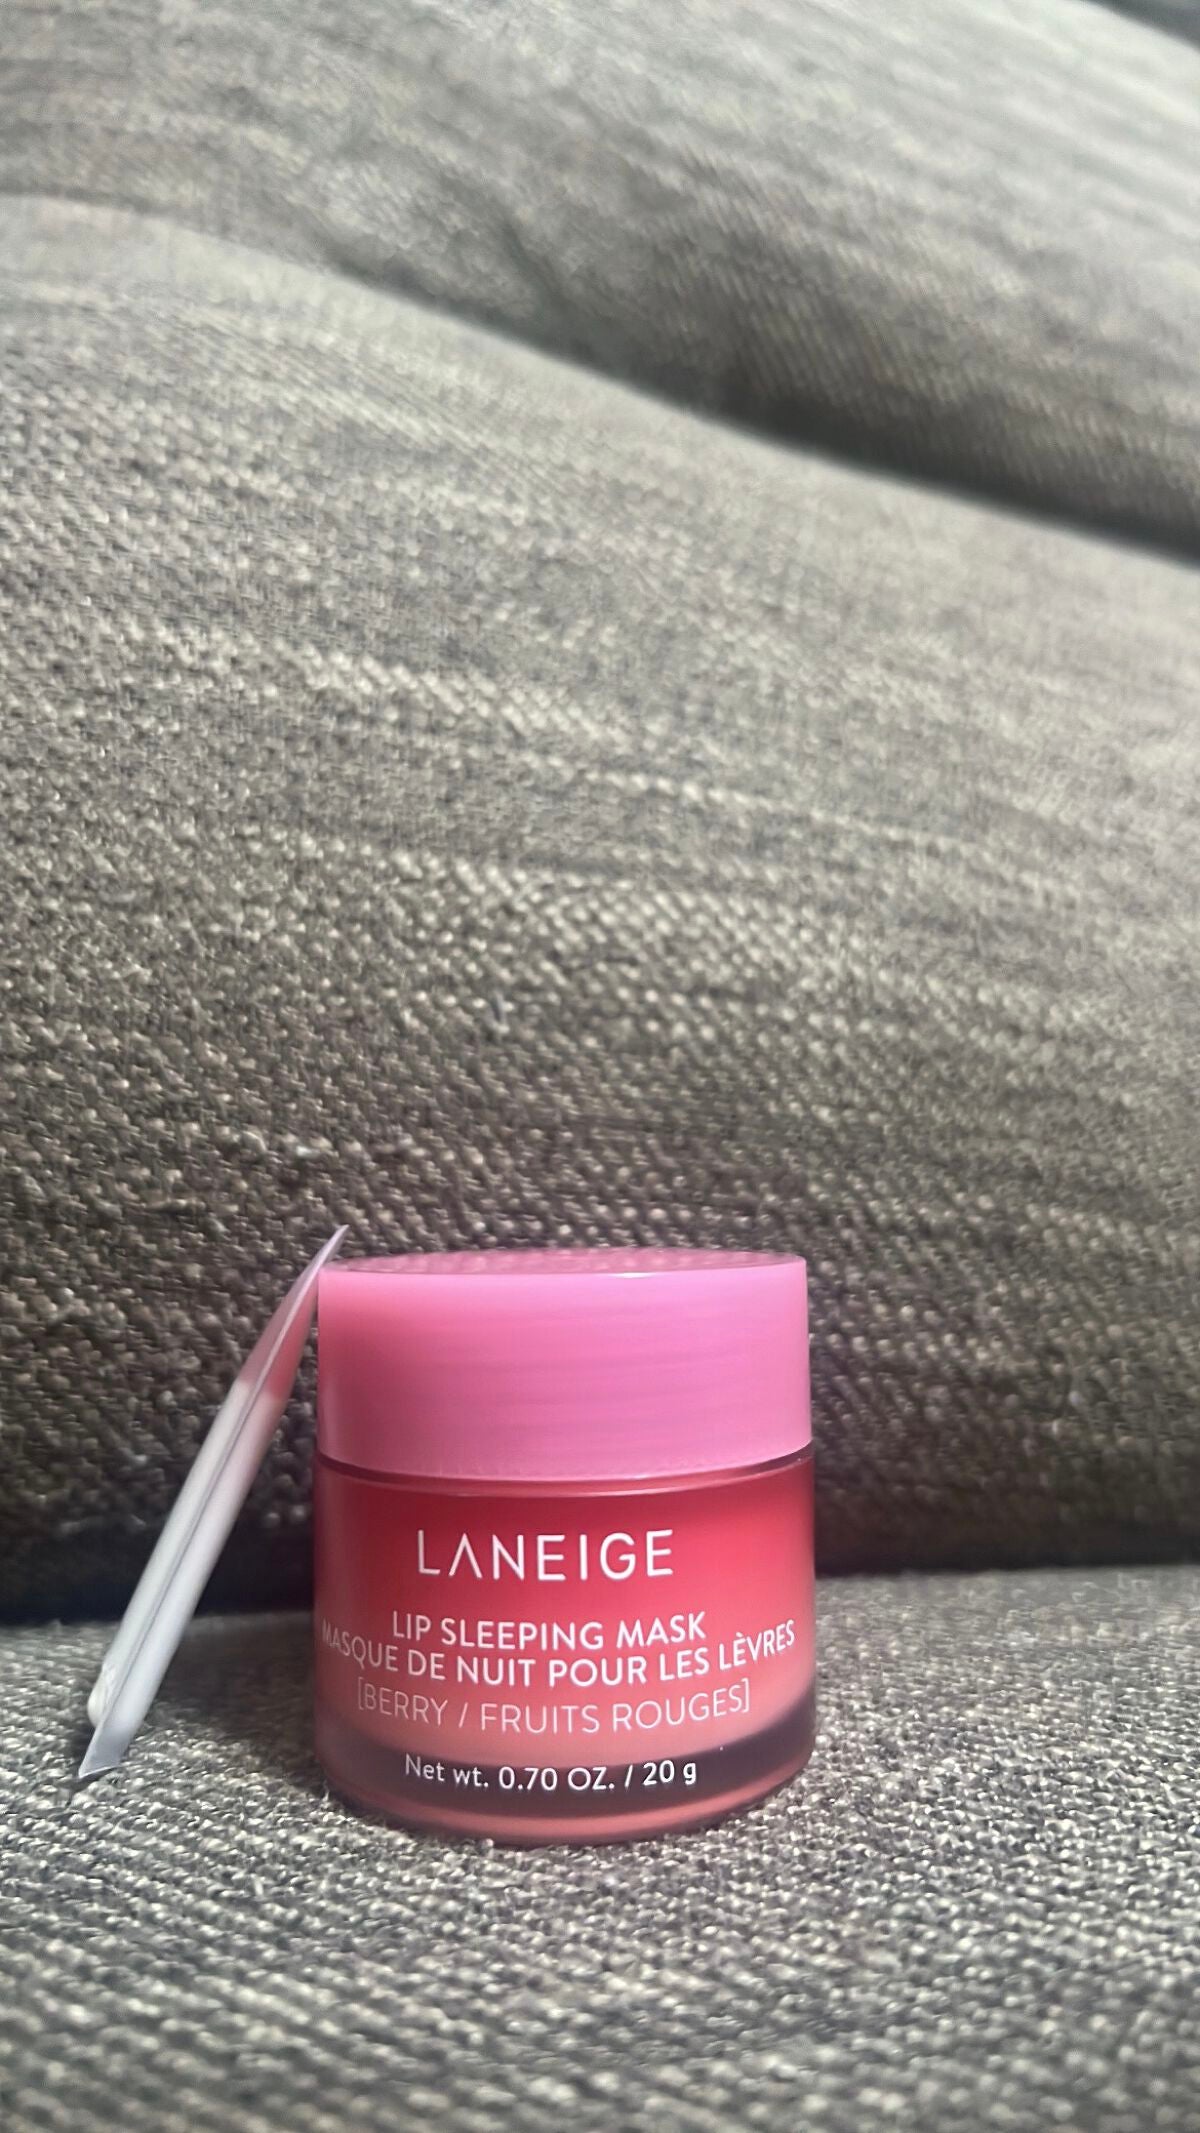 LANEIGE
LIP SLEEPING MASK
MASQUE DE NUIT POUR LES LÈVRES
[BERRY / FRUITS ROUGES]
Net wt. 0.70 OZ. / 20 g